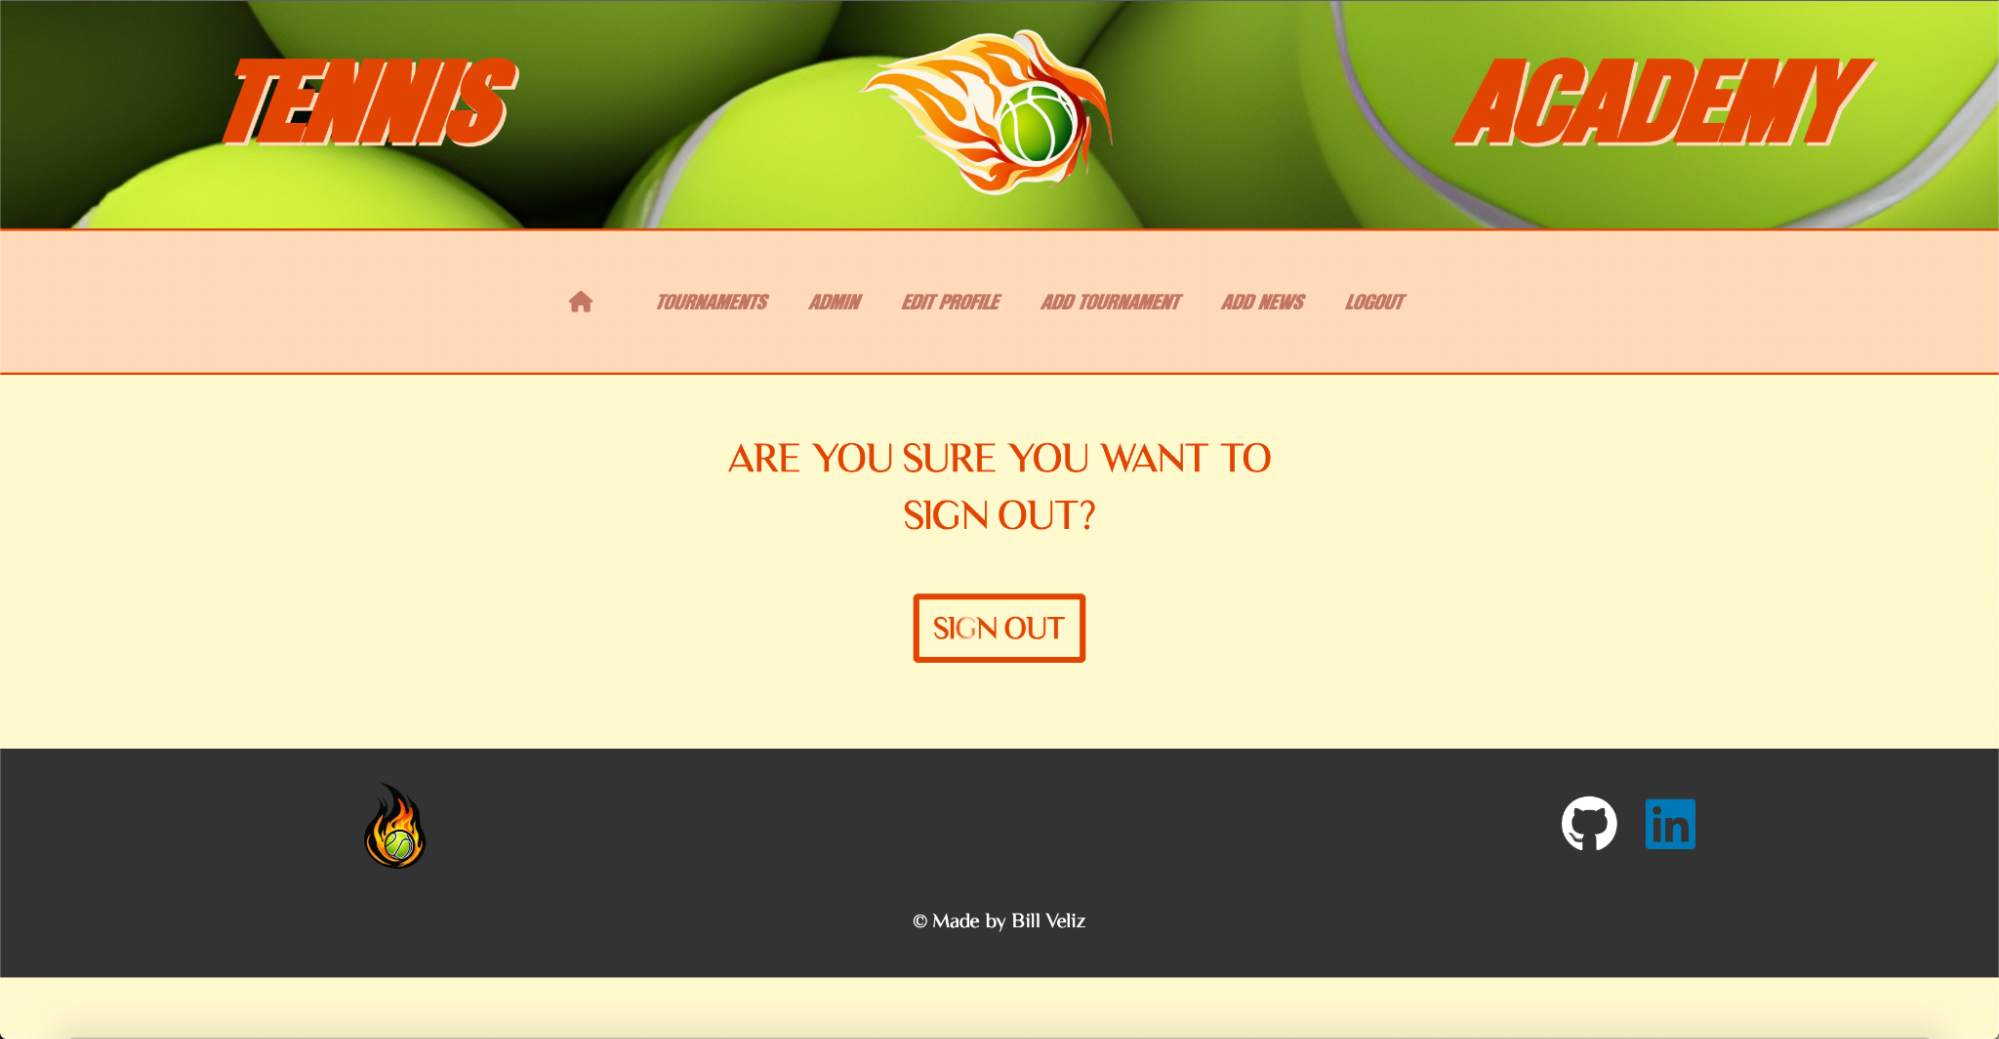 TENNIS
ACADEMY
TOURNAMENTS ADMIN EDIT PROFILE ADD TOURNAMENT ADD NEWS LOGOUT
ARE YOU SURE YOU WANT TO
SIGN OUT?
SIGN OUT
in
© Made by Bill Veliz